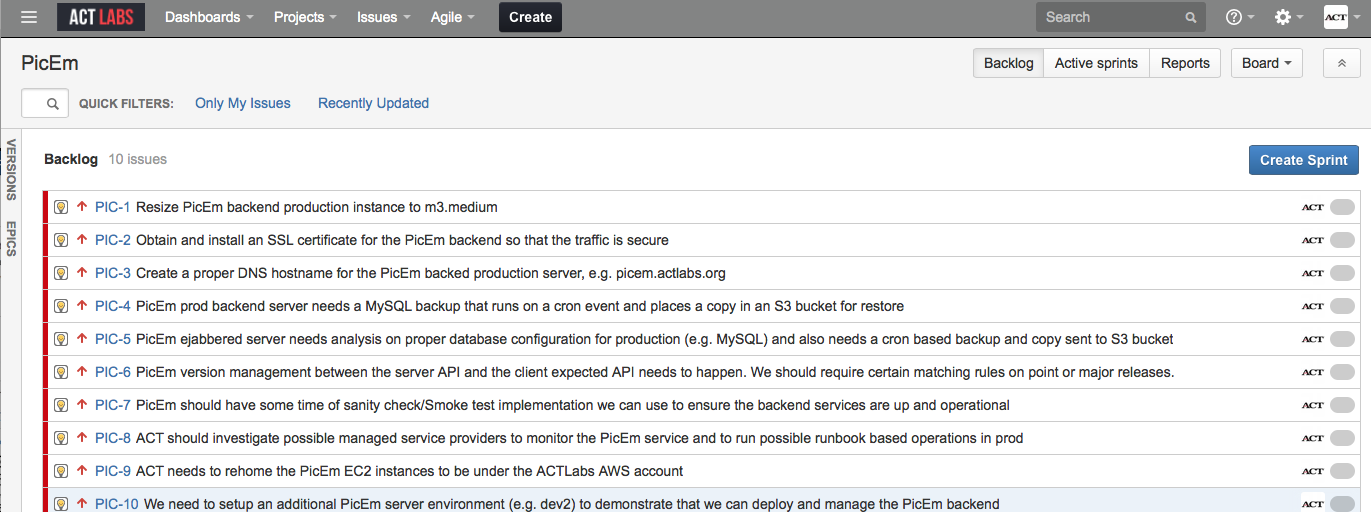 ACT LABS Dashboards Projects Issues Agile Create Search ? ACT
PicEm Backlog Active sprints Reports Board
QUICK FILTERS: Only My Issues Recently Updated
VERSIONS
EPICS
Backlog 10 issues Create Sprint
PIC-1 Resize PicEm backend production instance to m3.medium ACT
PIC-2 Obtain and install an SSL certificate for the PicEm backend so that the traffic is secure ACT
PIC-3 Create a proper DNS hostname for the PicEm backed production server, e.g. picem.actlabs.org ACT
PIC-4 PicEm prod backend server needs a MySQL backup that runs on a cron event and places a copy in an S3 bucket for restore ACT
PIC-5 PicEm ejabbered server needs analysis on proper database configuration for production (e.g. MySQL) and also needs a cron based backup and copy sent to S3 bucket ACT
PIC-6 PicEm version management between the server API and the client expected API needs to happen. We should require certain matching rules on point or major releases. ACT
PIC-7 PicEm should have some time of sanity check/Smoke test implementation we can use to ensure the backend services are up and operational ACT
PIC-8 ACT should investigate possible managed service providers to monitor the PicEm service and to run possible runbook based operations in prod ACT
PIC-9 ACT needs to rehome the PicEm EC2 instances to be under the ACTLabs AWS account ACT
PIC-10 We need to setup an additional PicEm server environment (e.g. dev2) to demonstrate that we can deploy and manage the PicEm backend ACT